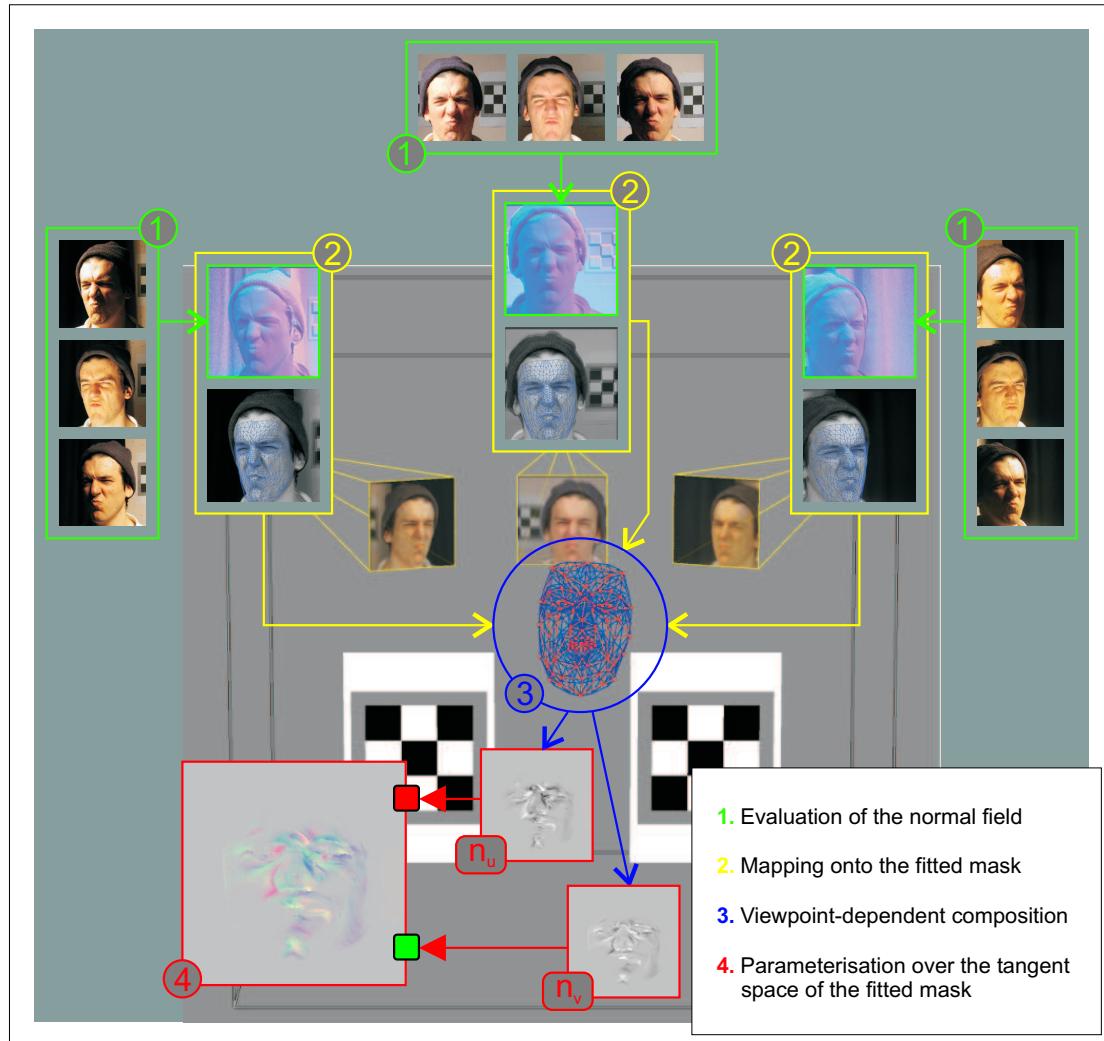 1
2
1
2
2
1
3
n_u
n_v
4
1. Evaluation of the normal field
2. Mapping onto the fitted mask
3. Viewpoint-dependent composition
4. Parameterisation over the tangent
space of the fitted mask